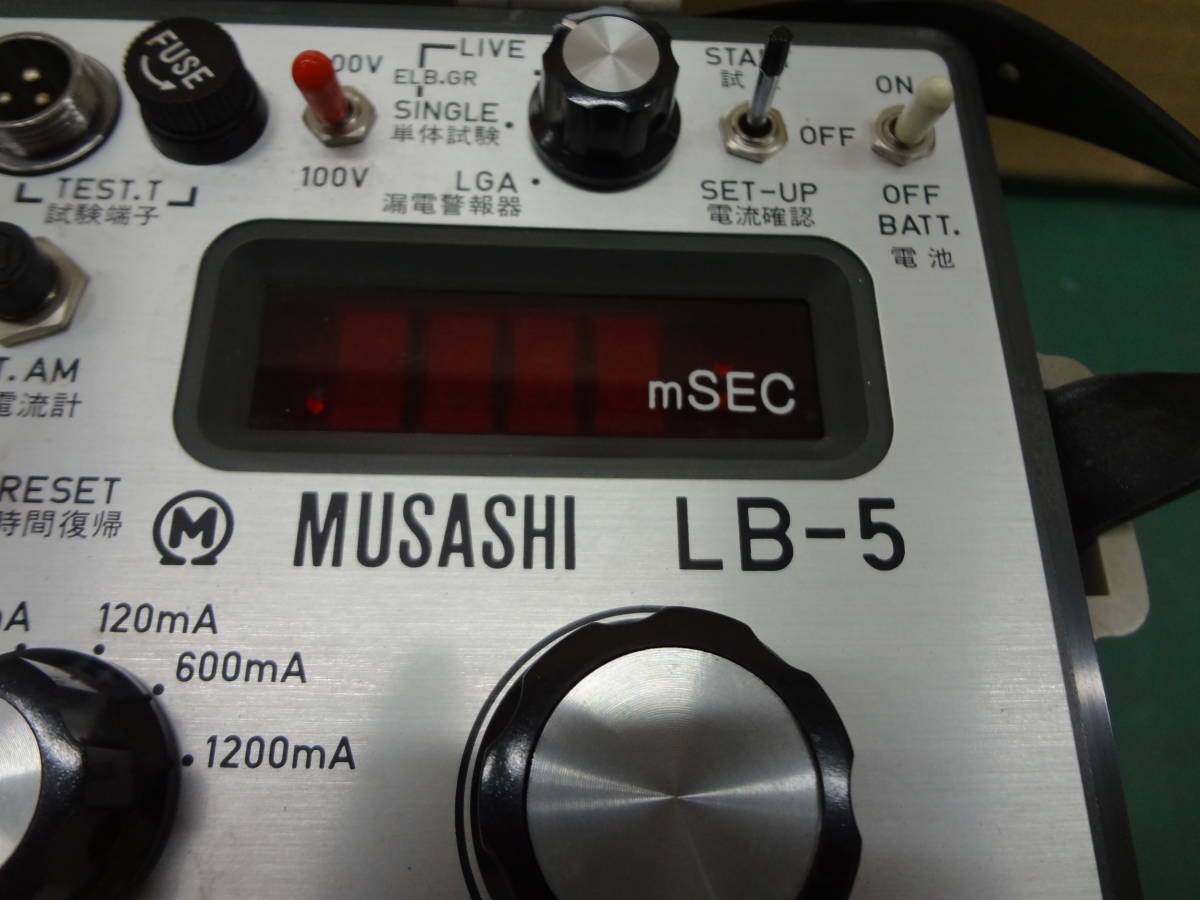 FUSE
00V
LIVE
ELB.GR
SINGLE
単体試験
100V
LGA
漏電警報器
TEST.T
試験端子
OFF
SET-UP
電流確認
ON
OFF
BATT.
電池
mSEC
T.AM
電流計
RESET
時間復帰
M
MUSASHI LB-5
mA
120mA
600mA
1200mA